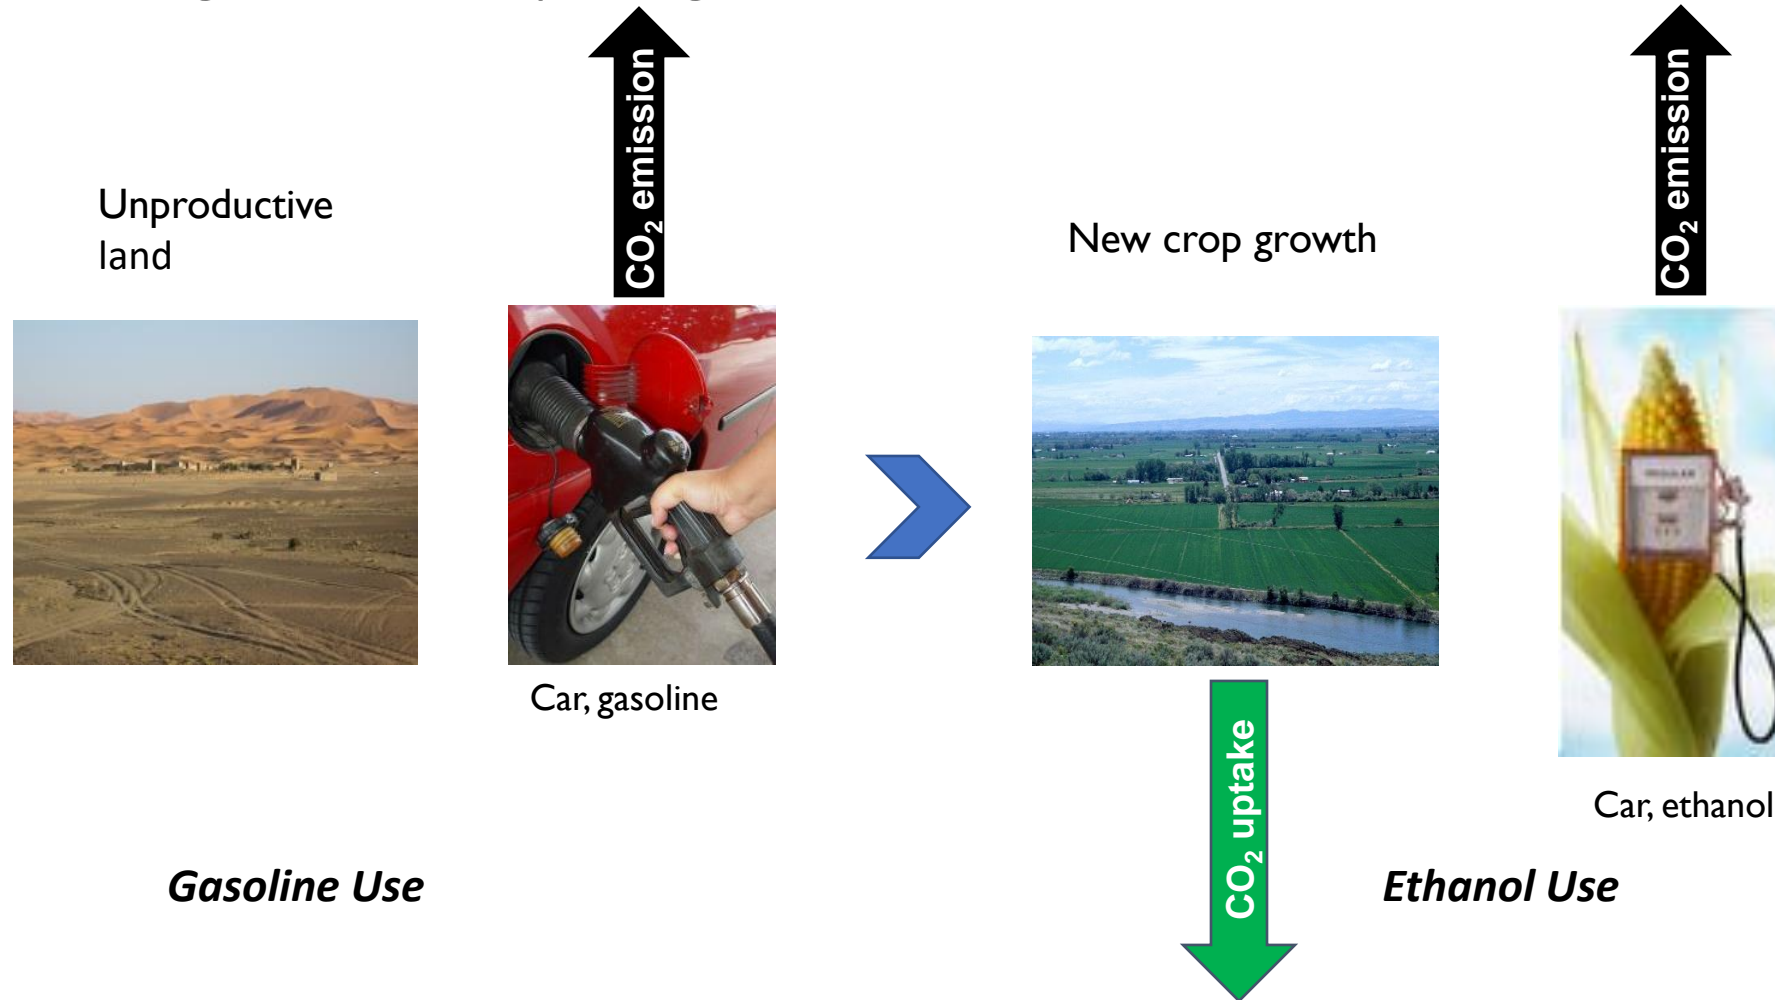 CO₂ emission
CO₂ emission
Unproductive
land
New crop growth
Car, gasoline
CO₂ uptake
Car, ethanol
Gasoline Use
Ethanol Use